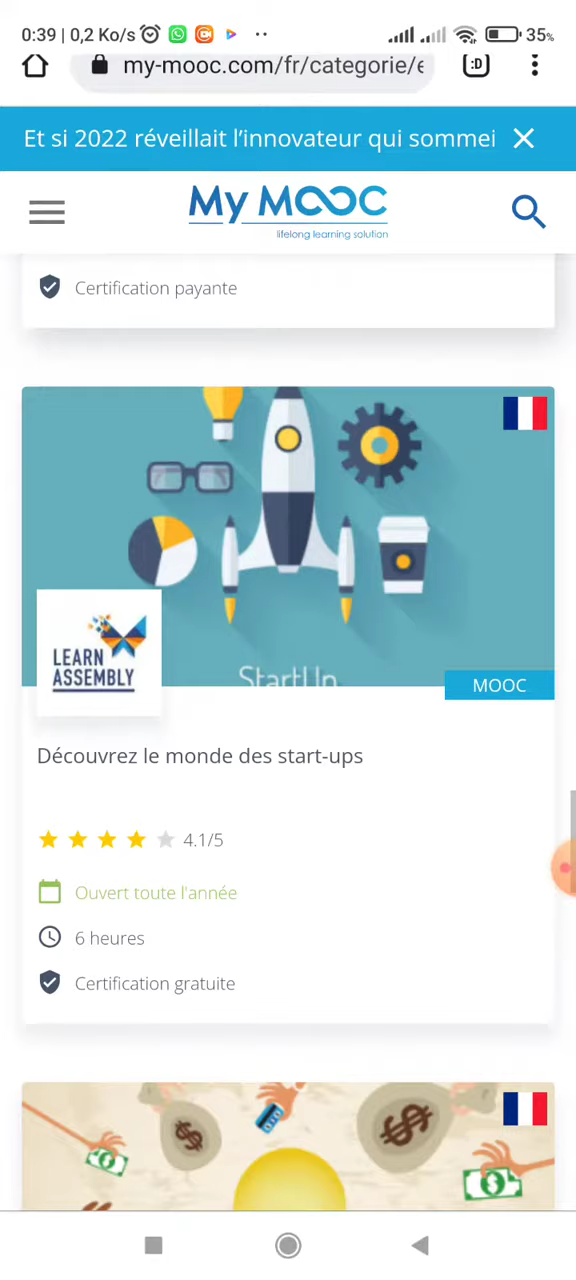 0:39 | 0,2 Ko/s
35%
my-mooc.com/fr/categorie/e
:D
Et si 2022 réveillait l'innovateur qui sommei
My MOOC
lifelong learning solution
Certification payante
StartUp
LEARN
ASSEMBLY
MOOC
Découvrez le monde des start-ups
4.1/5
Ouvert toute l'année
6 heures
Certification gratuite